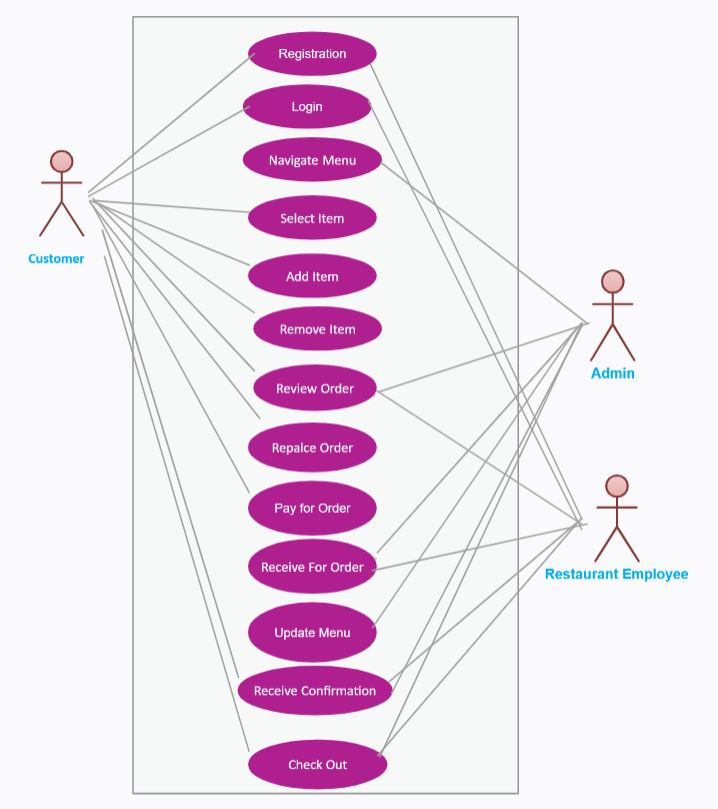 Registration
Login
Navigate Menu
Select Item
Customer
Add Item
Remove Item
Admin
Review Order
Repalce Order
Pay for Order
Receive For Order
Restaurant Employee
Update Menu
Receive Confirmation
Check Out